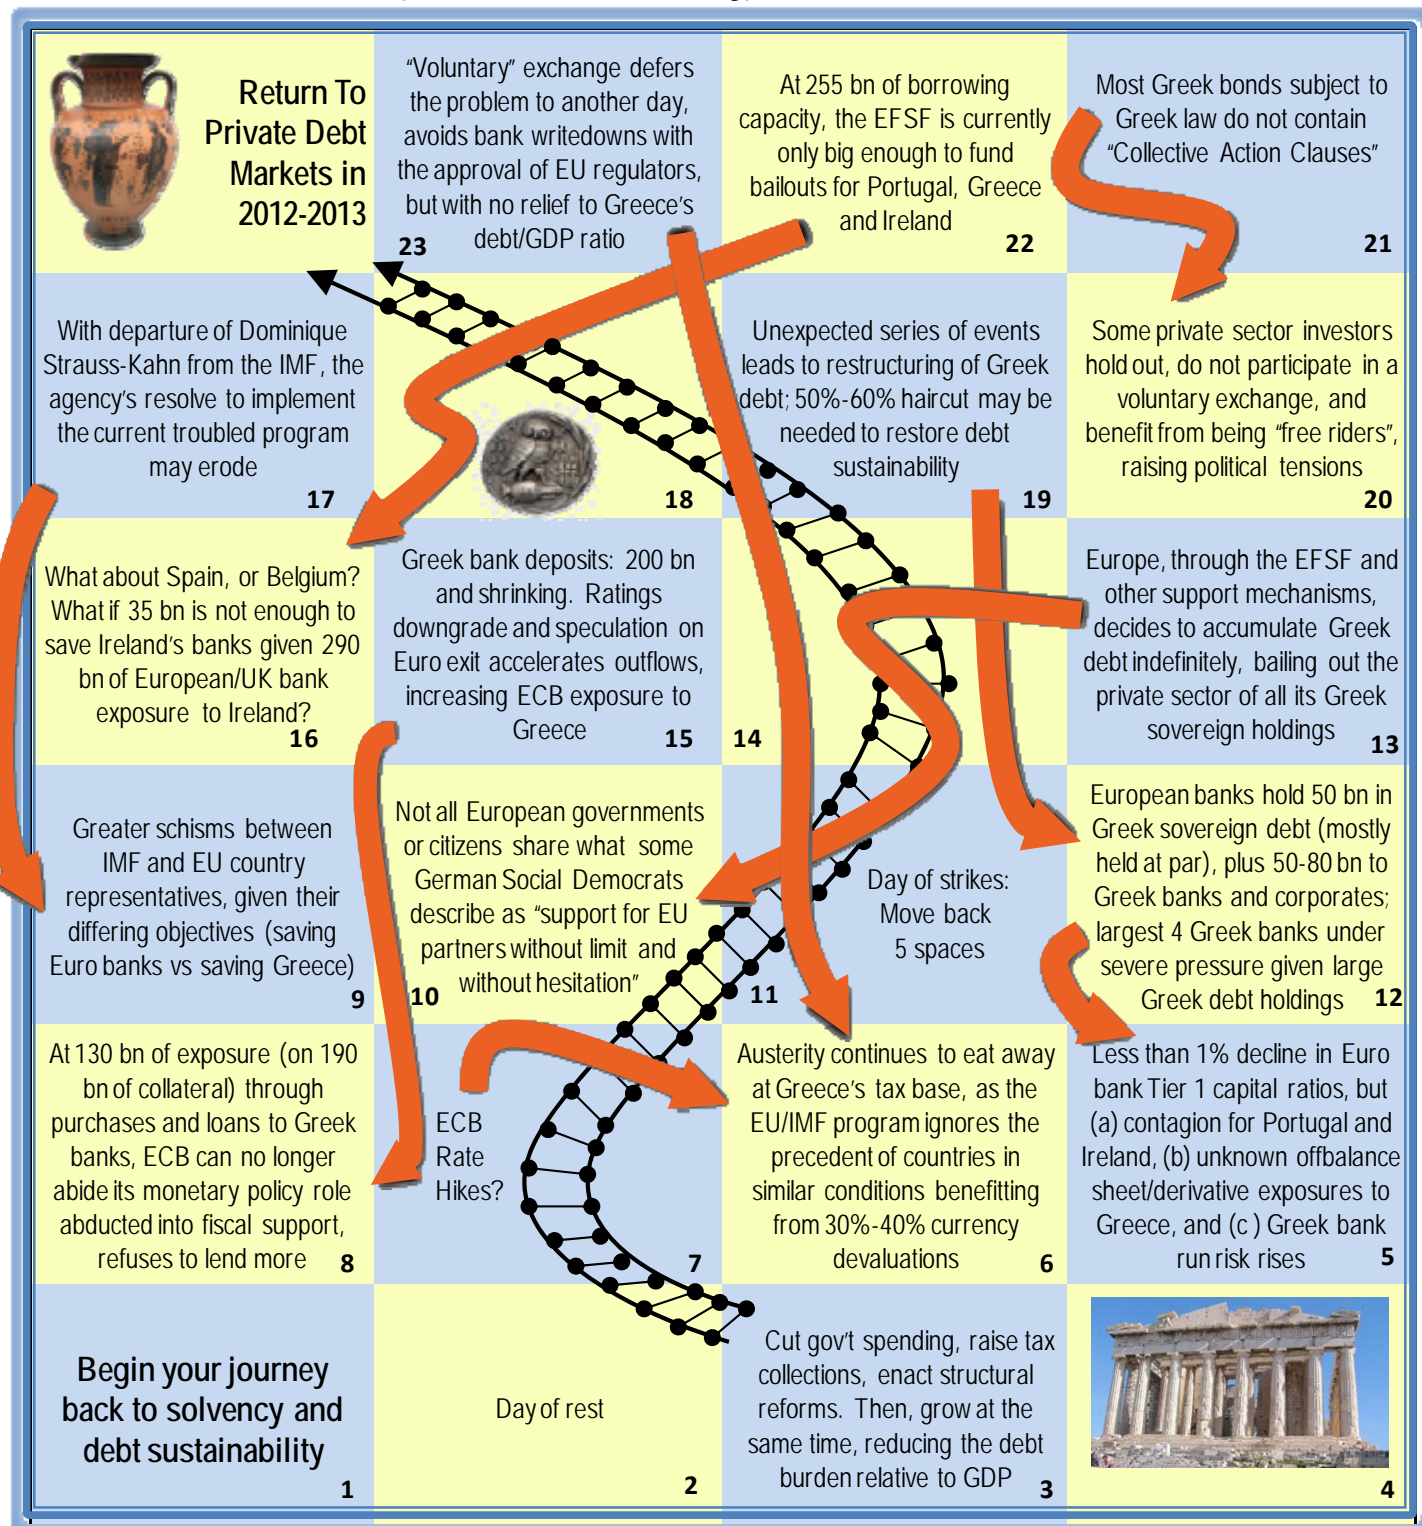 Return To
Private Debt
Markets in
2012-2013
“Voluntary” exchange defers
the problem to another day,
avoids bank writedowns with
the approval of EU regulators,
but with no relief to Greece’s
debt/GDP ratio
23
At 255 bn of borrowing
capacity, the EFSF is currently
only big enough to fund
bailouts for Portugal, Greece
and Ireland
22
Most Greek bonds subject to
Greek law do not contain
“Collective Action Clauses”
21
With departure of Dominique
Strauss-Kahn from the IMF, the
agency’s resolve to implement
the current troubled program
may erode
17
18
Unexpected series of events
leads to restructuring of Greek
debt; 50%-60% haircut may be
needed to restore debt
sustainability
19
Some private sector investors
hold out, do not participate in a
voluntary exchange, and
benefit from being “free riders”,
raising political tensions
20
What about Spain, or Belgium?
What if 35 bn is not enough to
save Ireland’s banks given 290
bn of European/UK bank
exposure to Ireland?
16
Greek bank deposits: 200 bn
and shrinking. Ratings
downgrade and speculation on
Euro exit accelerates outflows,
increasing ECB exposure to
Greece
15
14
Europe, through the EFSF and
other support mechanisms,
decides to accumulate Greek
debt indefinitely, bailing out the
private sector of all its Greek
sovereign holdings
13
Greater schisms between
IMF and EU country
representatives, given their
differing objectives (saving
Euro banks vs saving Greece)
9
Not all European governments
or citizens share what some
German Social Democrats
describe as “support for EU
partners without limit and
without hesitation”
10
Day of strikes:
Move back
5 spaces
11
European banks hold 50 bn in
Greek sovereign debt (mostly
held at par), plus 50-80 bn to
Greek banks and corporates;
largest 4 Greek banks under
severe pressure given large
Greek debt holdings
12
At 130 bn of exposure (on 190
bn of collateral) through
purchases and loans to Greek
banks, ECB can no longer
abide its monetary policy role
abducted into fiscal support,
refuses to lend more
8
ECB
Rate
Hikes?
7
Austerity continues to eat away
at Greece’s tax base, as the
EU/IMF program ignores the
precedent of countries in
similar conditions benefitting
from 30%-40% currency
devaluations
6
Less than 1% decline in Euro
bank Tier 1 capital ratios, but
(a) contagion for Portugal and
Ireland, (b) unknown offbalance
sheet/derivative exposures to
Greece, and (c ) Greek bank
run risk rises
5
Begin your journey
back to solvency and
debt sustainability
1
Day of rest
2
Cut gov’t spending, raise tax
collections, enact structural
reforms. Then, grow at the
same time, reducing the debt
burden relative to GDP
3
4